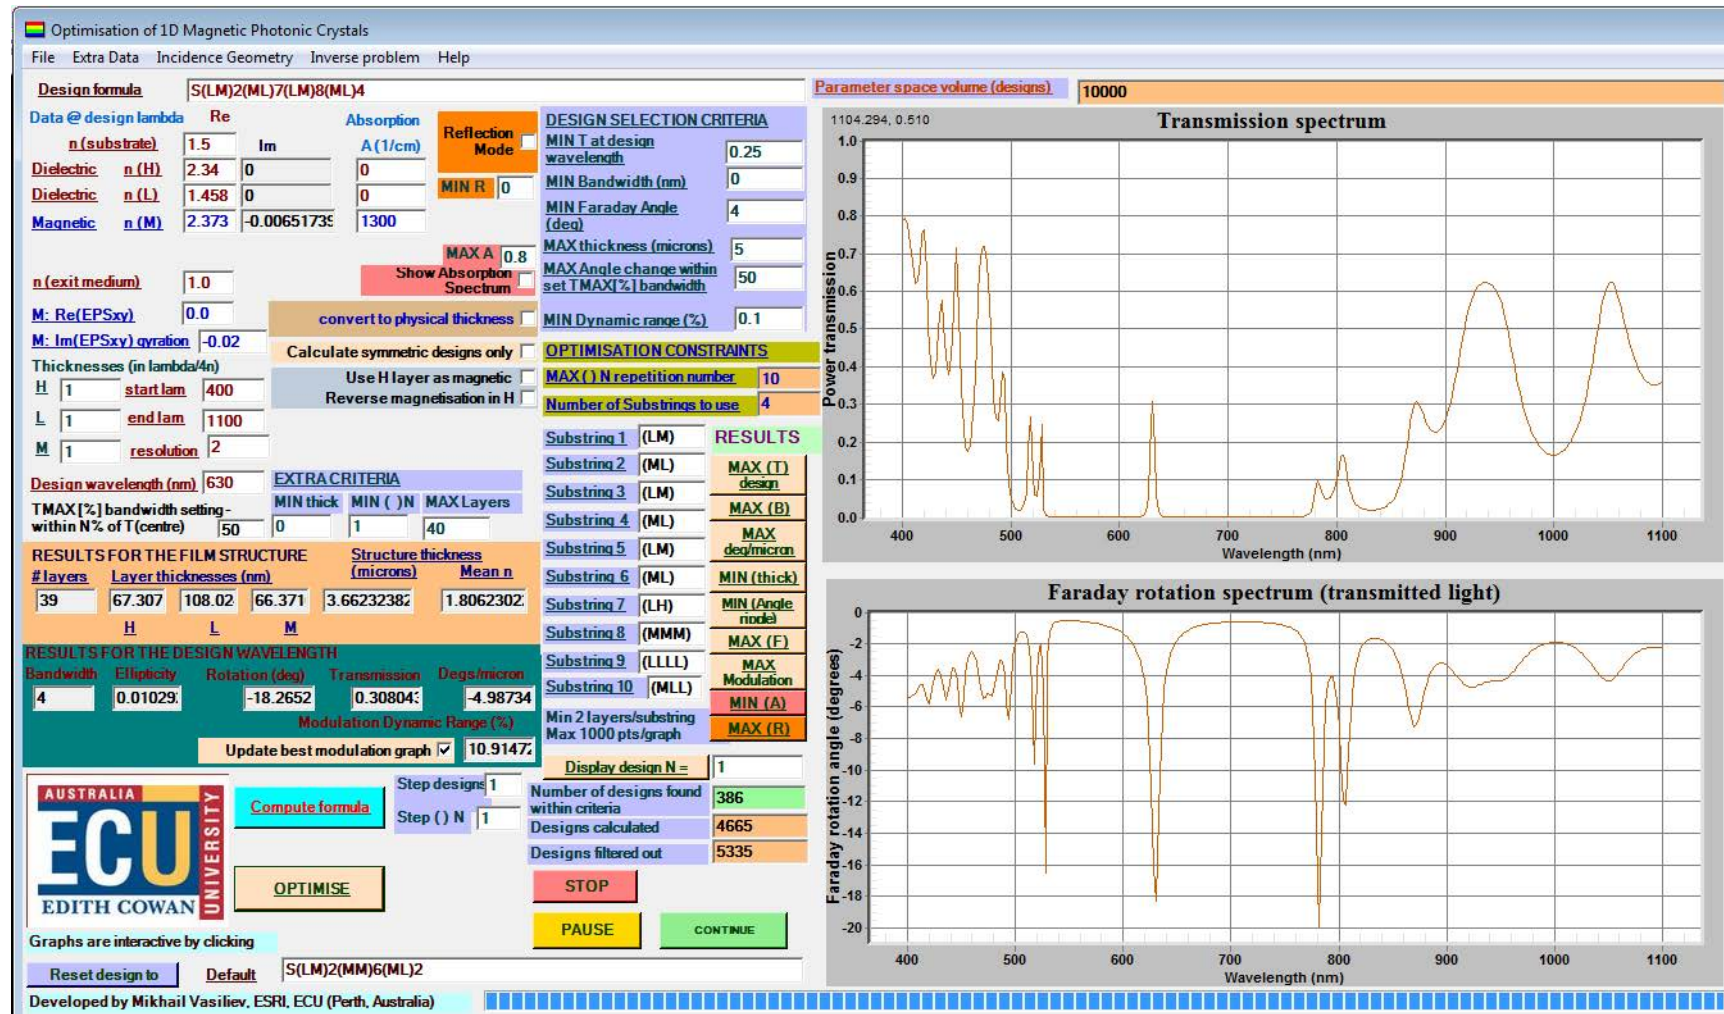 Optimisation of 1D Magnetic Photonic Crystals
File Extra Data Incidence Geometry Inverse problem Help
Design formula S(LM)2(ML)7(LM)8(ML)4
Parameter space volume (designs) 10000
Data @ design lambda Re Im Absorption A (1/cm)
n (substrate) 1.5
Dielectric n (H) 2.34 0 0
Dielectric n (L) 1.458 0 0
Magnetic n (M) 2.373 -0.00651739 1300
Reflection Mode
MIN R 0
MAX A 0.8
Show Absorption Spectrum
n (exit medium) 1.0
M: Re(EPSxy) 0.0
M: Im(EPSxy) gyration -0.02
convert to physical thickness
Calculate symmetric designs only
Use H layer as magnetic
Reverse magnetisation in H
Thicknesses (in lambda/4n)
H 1 start lam 400
L 1 end lam 1100
M 1 resolution 2
Design wavelength (nm) 630
TMAX [%] bandwidth setting - within N% of T(centre) 50
EXTRA CRITERIA
MIN thick MIN ( )N MAX Layers
0 1 40
RESULTS FOR THE FILM STRUCTURE
# layers Layer thicknesses (nm) Structure thickness (microns) Mean n
39 67.307 108.02 66.371 3.66232382 1.8062302
H L M
RESULTS FOR THE DESIGN WAVELENGTH
Bandwidth Ellipticity Rotation (deg) Transmission Degs/micron
4 0.01029 -18.2652 0.308043 -4.98734
Modulation Dynamic Range (%)
Update best modulation graph 10.91472
DESIGN SELECTION CRITERIA
MIN T at design wavelength 0.25
MIN Bandwidth (nm) 0
MIN Faraday Angle (deg) 4
MAX thickness (microns) 5
MAX Angle change within set TMAX[%] bandwidth 50
MIN Dynamic range (%) 0.1
OPTIMISATION CONSTRAINTS
MAX ( ) N repetition number 10
Number of Substrings to use 4
Substring 1 (LM)
Substring 2 (ML)
Substring 3 (LM)
Substring 4 (ML)
Substring 5 (LM)
Substring 6 (ML)
Substring 7 (LH)
Substring 8 (MMM)
Substring 9 (LLLL)
Substring 10 (MLL)
Min 2 layers/substring
Max 1000 pts/graph
RESULTS
MAX (T) design
MAX (B)
MAX deg/micron
MIN (thick)
MIN (Angle ripple)
MAX (F)
MAX Modulation
MIN (A)
MAX (R)
Display design N = 1
Number of designs found within criteria 386
Designs calculated 4665
Designs filtered out 5335
STOP
PAUSE
CONTINUE
AUSTRALIA
ECU
EDITH COWAN
UNIVERSITY
Compute formula
OPTIMISE
Step designs 1
Step ( ) N 1
Graphs are interactive by clicking
Reset design to Default S(LM)2(MM)6(ML)2
Developed by Mikhail Vasiliev, ESRI, ECU (Perth, Australia)
1104.294, 0.510
Transmission spectrum
Power transmission
1.0
0.9
0.8
0.7
0.6
0.5
0.4
0.3
0.2
0.1
0.0
400 500 600 700 800 900 1000 1100
Wavelength (nm)
Faraday rotation spectrum (transmitted light)
Faraday rotation angle (degrees)
0
-2
-4
-6
-8
-10
-12
-14
-16
-18
-20
400 500 600 700 800 900 1000 1100
Wavelength (nm)